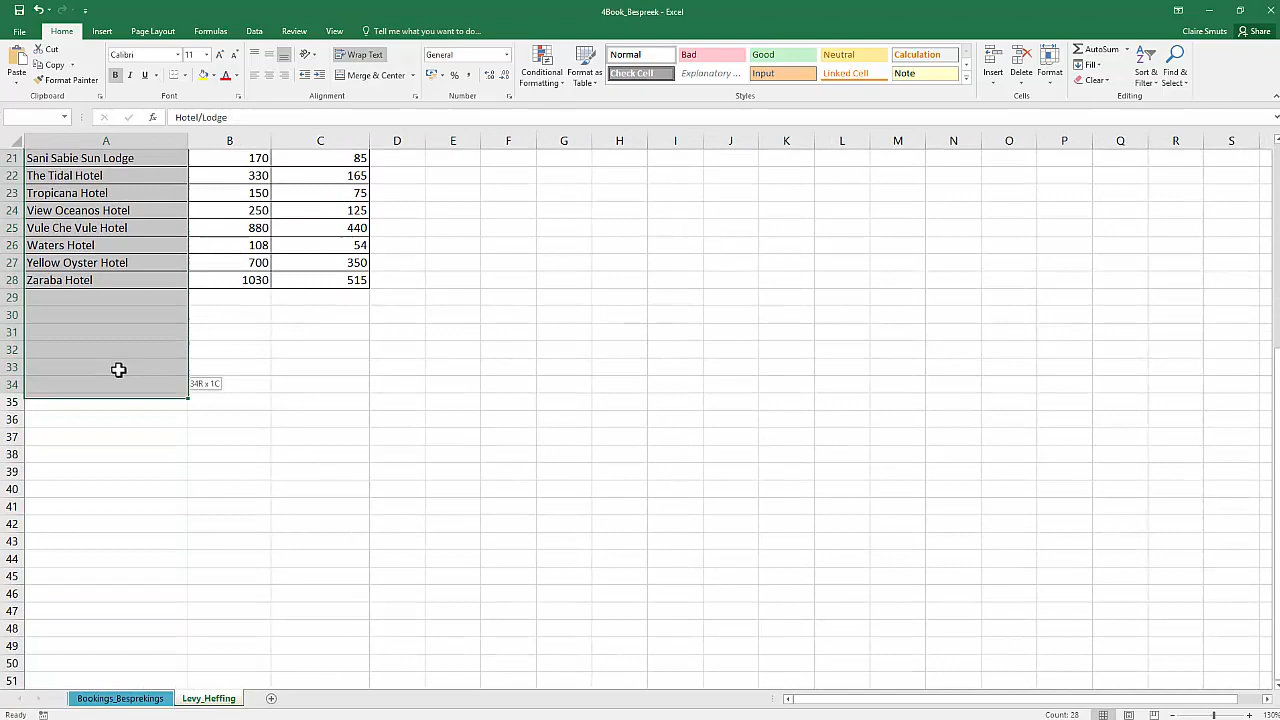 4Book_Bespreek - Excel
File Home Insert Page Layout Formulas Data Review View Tell me what you want to do... Claire Smuts Share
Paste Cut Copy Format Painter Clipboard
Calibri 11 B I U A Font
Wrap Text Merge & Center Alignment
General % Number
Conditional Formatting Format as Table
Normal Bad Good Neutral Calculation
Check Cell Explanatory ... Input Linked Cell Note
Styles
Insert Delete Format Cells
AutoSum Fill Clear Sort & Filter Find & Select Editing
fx Hotel/Lodge
A B C D E F G H I J K L M N O P Q R S
21 Sani Sabie Sun Lodge 170 85
22 The Tidal Hotel 330 165
23 Tropicana Hotel 150 75
24 View Oceanos Hotel 250 125
25 Vule Che Vule Hotel 880 440
26 Waters Hotel 108 54
27 Yellow Oyster Hotel 700 350
28 Zaraba Hotel 1030 515
29
30
31
32
33
34 34R x 1C
35
36
37
38
39
40
41
42
43
44
45
46
47
48
49
50
51
Bookings_Besprekings Levy_Heffing
Ready Count: 28